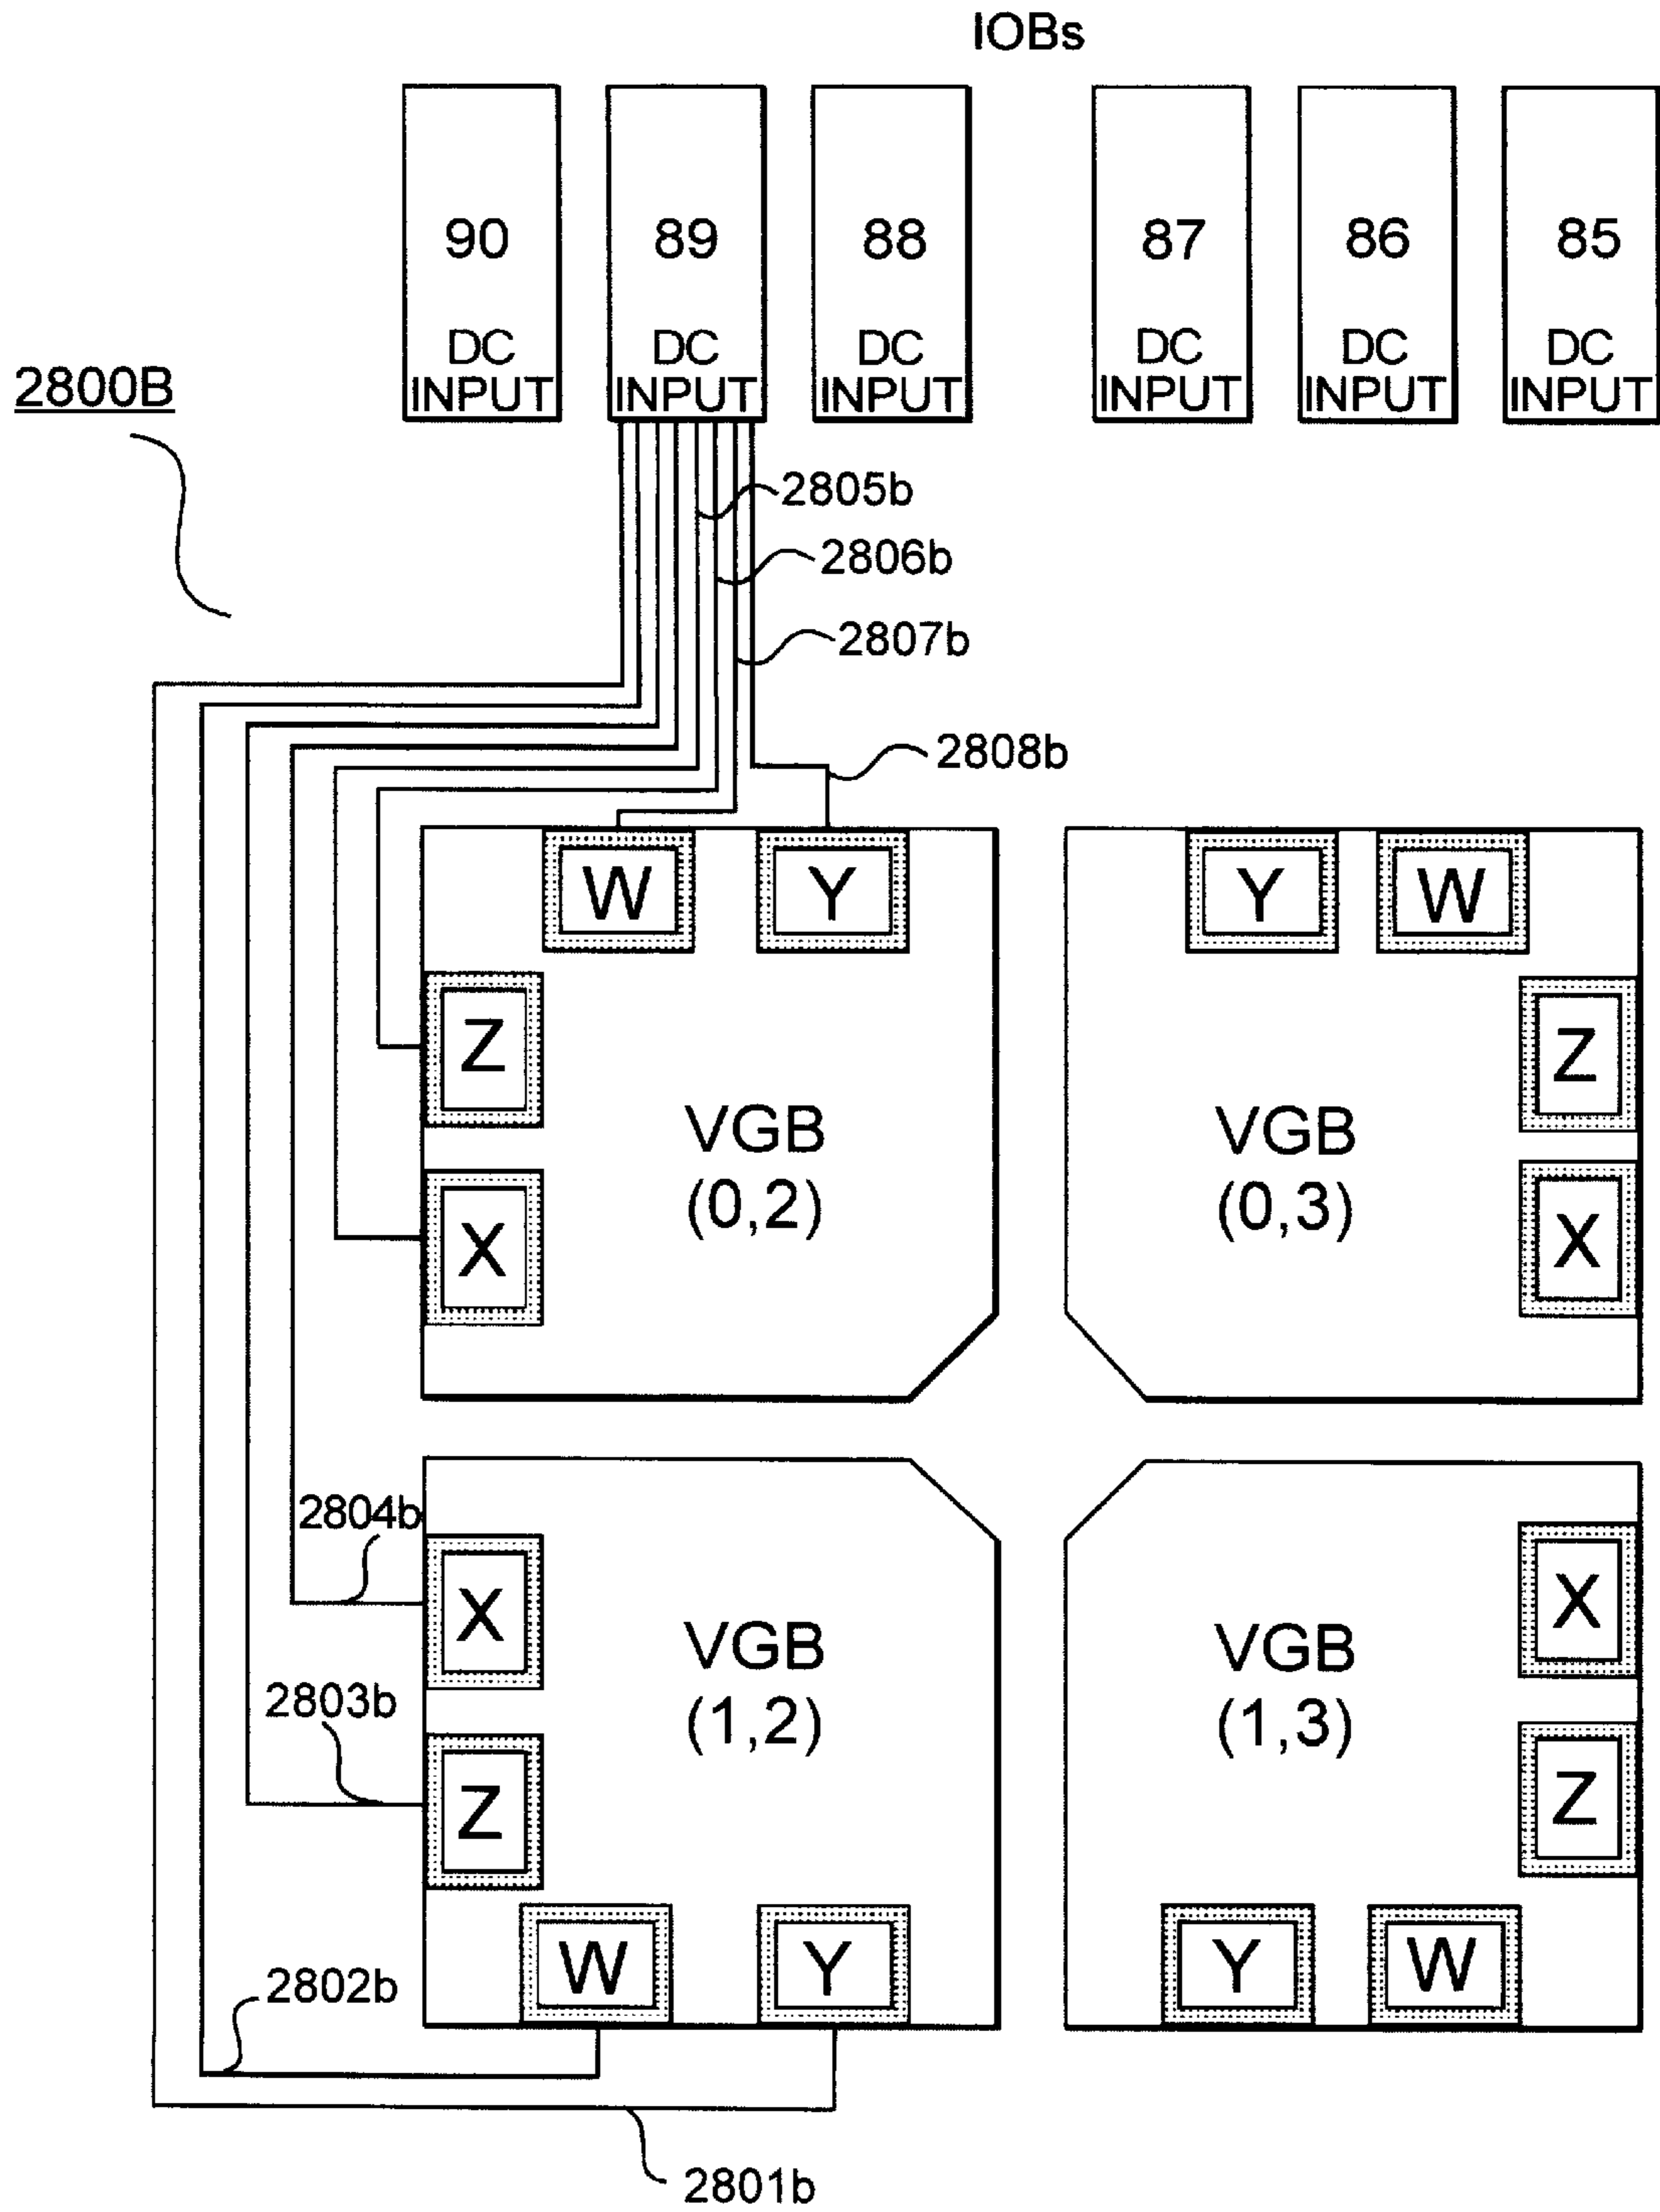 IOBs
90 89 88 87 86 85
DC DC DC DC DC DC
INPUT INPUT INPUT INPUT INPUT INPUT
2800B
2805b
2806b
2807b
2808b
W Y Y W
Z Z
VGB VGB
(0,2) (0,3)
X X
2804b
X X
VGB VGB
2803b (1,2) (1,3)
Z Z
W Y Y W
2802b
2801b